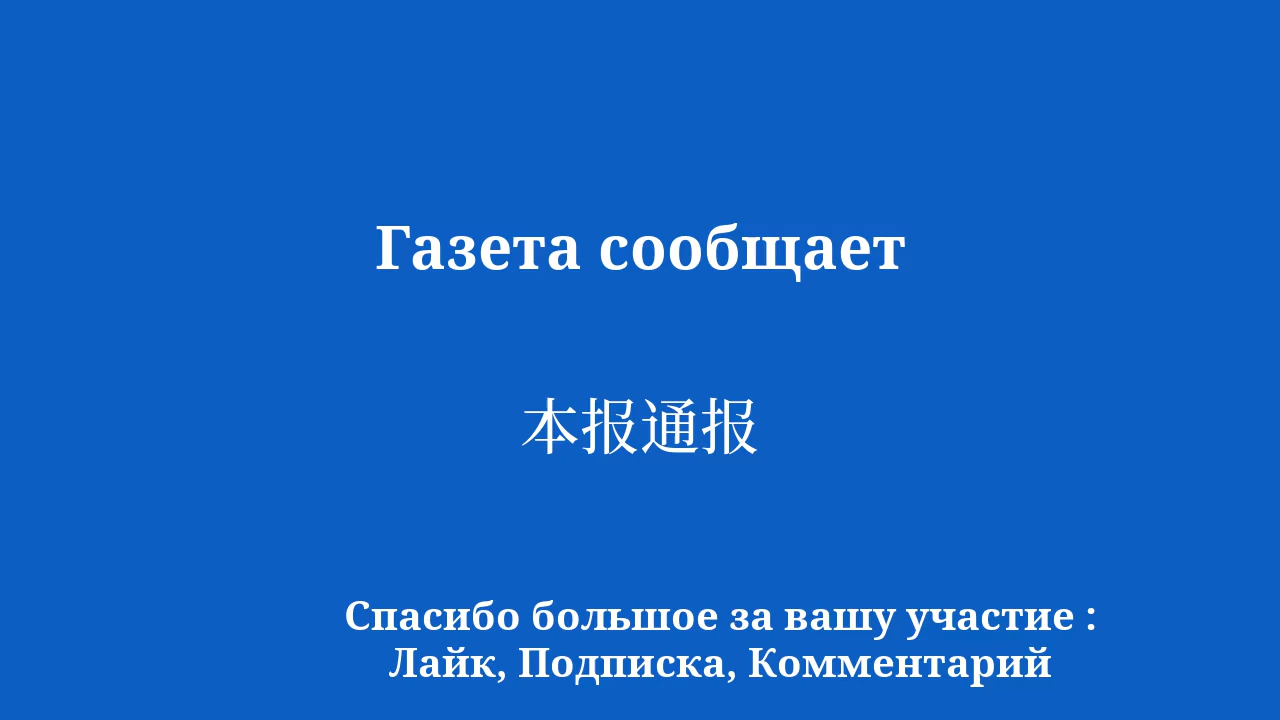 Газета сообщает
本报通报
Спасибо большое за вашу участие :
Лайк, Подписка, Комментарий